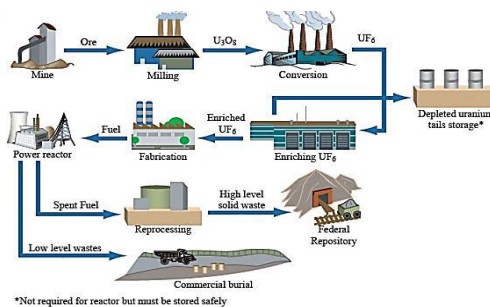 Ore
U₃O₈
UF₆
Mine
Milling
Conversion
Depleted uranium
tails storage*
Fuel
Enriched
UF₆
Power reactor
Fabrication
Enriching UF₆
Spent Fuel
High level
solid waste
Reprocessing
Federal
Repository
Low level wastes
Commercial burial
*Not required for reactor but must be stored safely